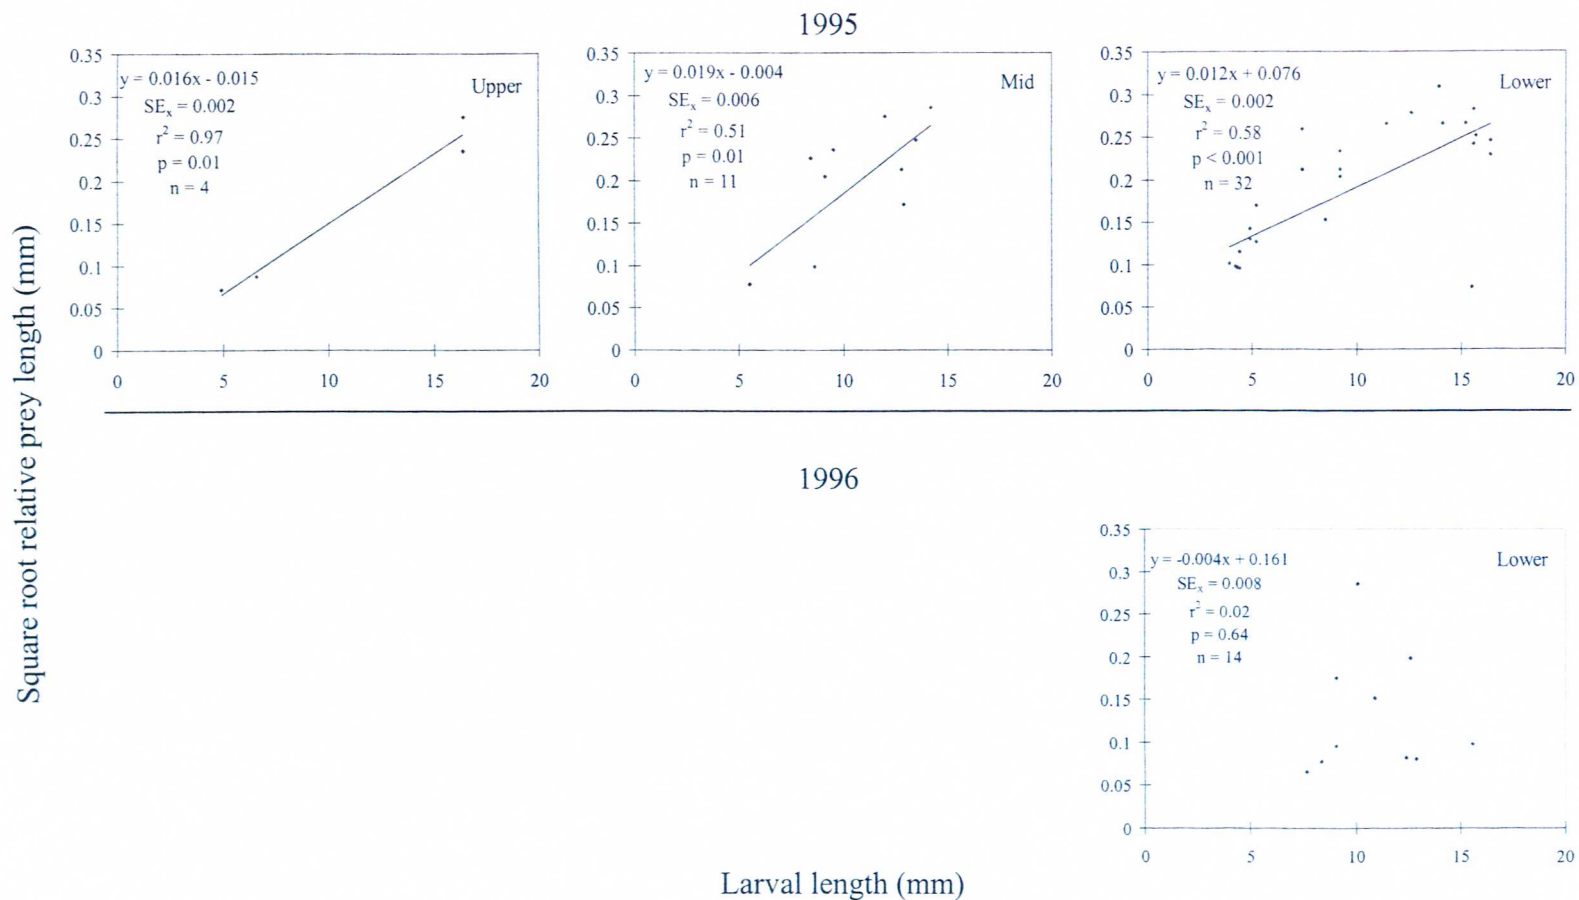 1995
Square root relative prey length (mm)
0.35
0.3
0.25
0.2
0.15
0.1
0.05
0
y = 0.016x - 0.015
SEx = 0.002
r2 = 0.97
p = 0.01
n = 4
Upper
0 5 10 15 20
0.35
0.3
0.25
0.2
0.15
0.1
0.05
0
y = 0.019x - 0.004
SEx = 0.006
r2 = 0.51
p = 0.01
n = 11
Mid
0 5 10 15 20
0.35
0.3
0.25
0.2
0.15
0.1
0.05
0
y = 0.012x + 0.076
SEx = 0.002
r2 = 0.58
p < 0.001
n = 32
Lower
0 5 10 15 20
1996
0.35
0.3
0.25
0.2
0.15
0.1
0.05
0
y = -0.004x + 0.161
SEx = 0.008
r2 = 0.02
p = 0.64
n = 14
Lower
0 5 10 15 20
Larval length (mm)